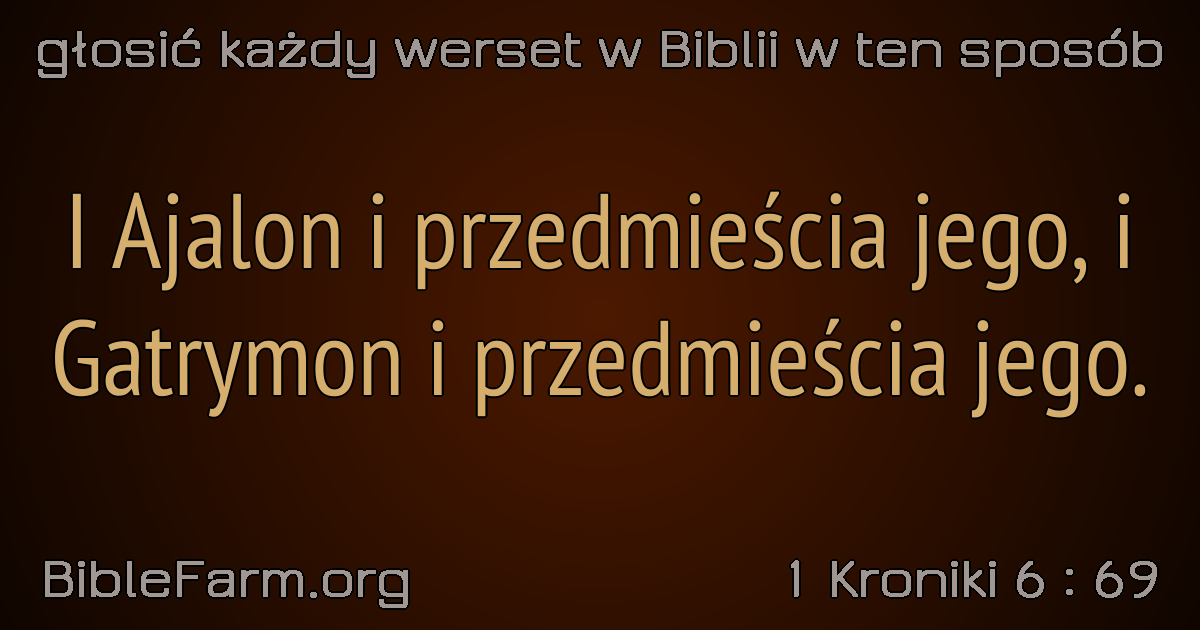 głosić każdy werset w Biblii w ten sposób
I Ajalon i przedmieścia jego, i
Gatrymon i przedmieścia jego.
BibleFarm.org
1 Kroniki 6 : 69